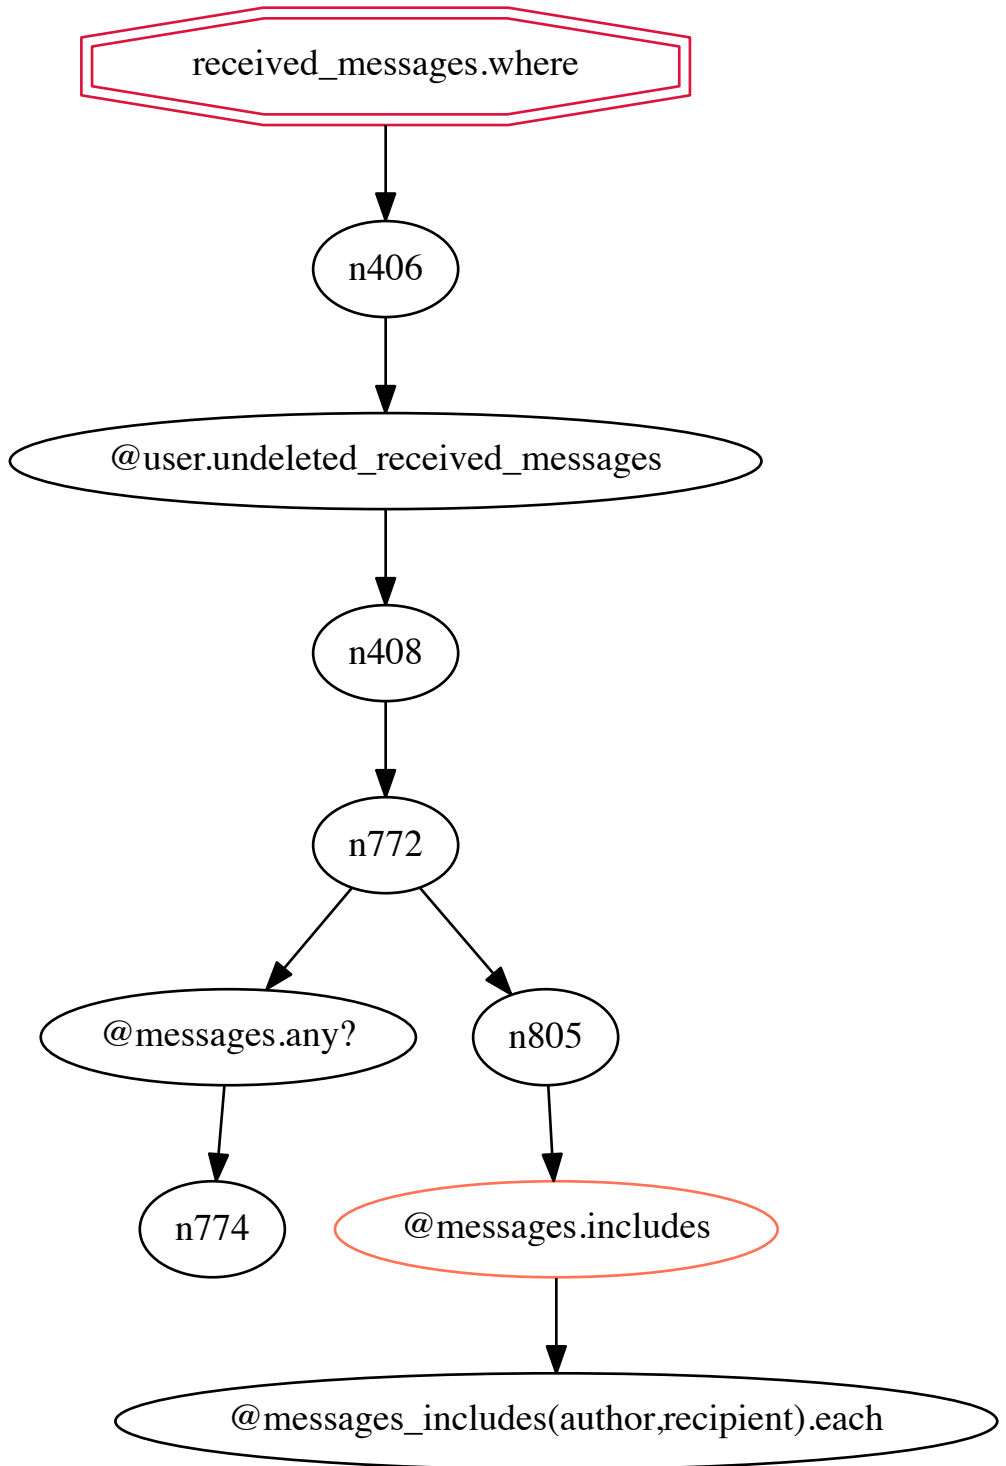 received_messages.where
n406
@user.undeleted_received_messages
n408
n772
@messages.any?
n805
n774
@messages.includes
@messages_includes(author,recipient).each